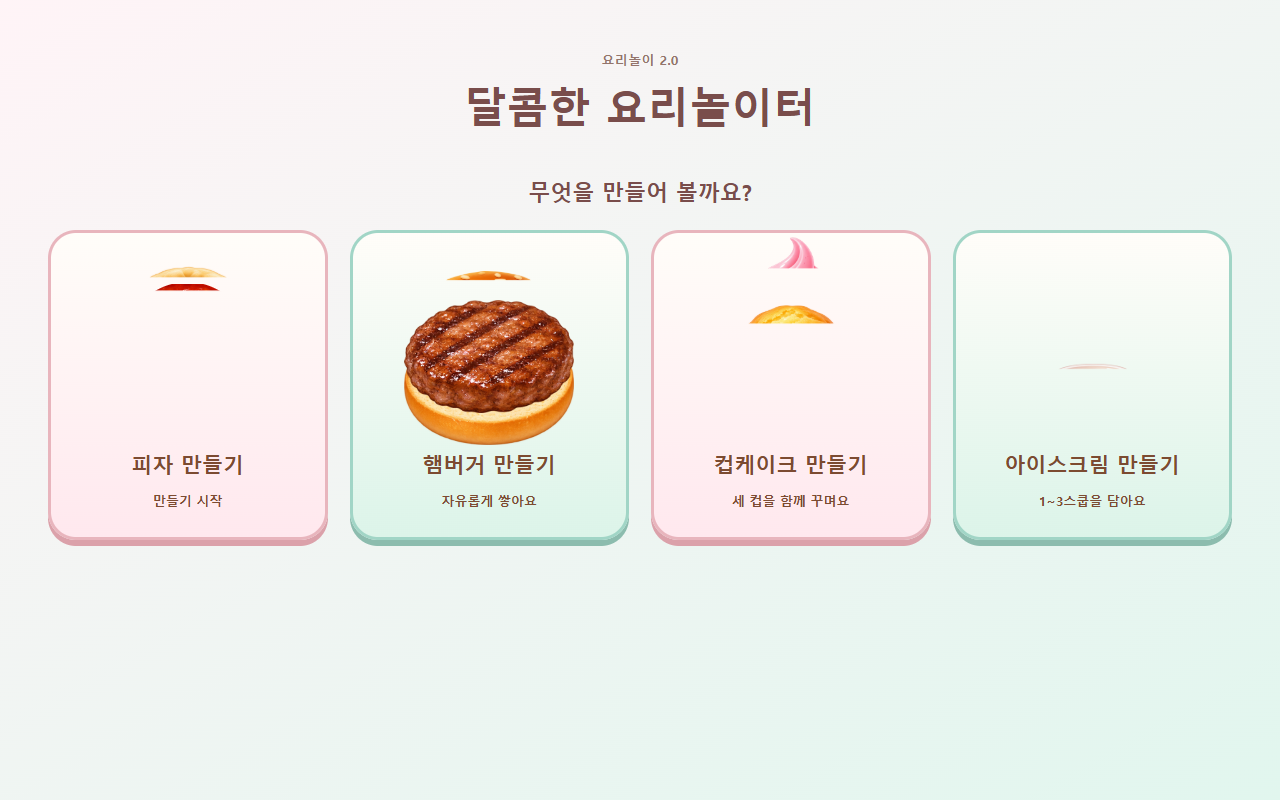 요리놀이 2.0
달콤한 요리놀이터
무엇을 만들어 볼까요?
피자 만들기
만들기 시작
햄버거 만들기
자유롭게 쌓아요
컵케이크 만들기
세 컵을 함께 꾸며요
아이스크림 만들기
1~3스쿱을 담아요